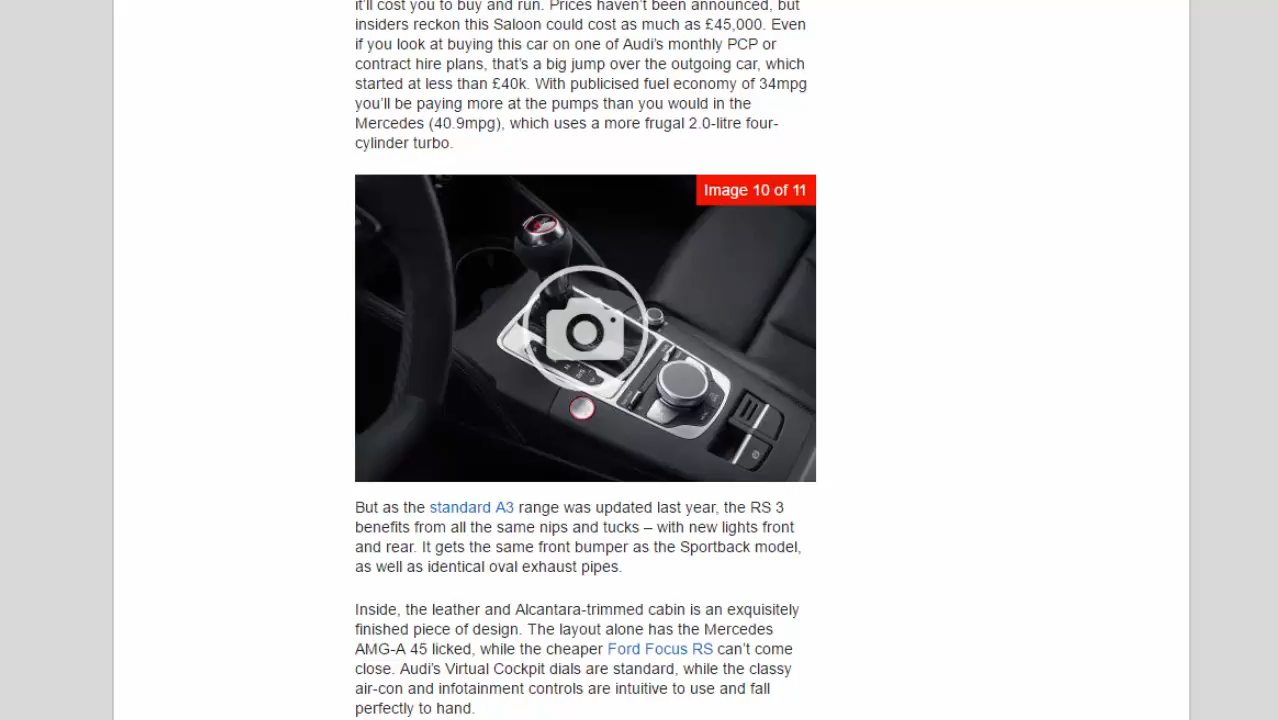 it'll cost you to buy and run. Prices haven't been announced, but
insiders reckon this Saloon could cost as much as £45,000. Even
if you look at buying this car on one of Audi's monthly PCP or
contract hire plans, that's a big jump over the outgoing car, which
started at less than £40k. With publicised fuel economy of 34mpg
you'll be paying more at the pumps than you would in the
Mercedes (40.9mpg), which uses a more frugal 2.0-litre four-
cylinder turbo.
Image 10 of 11
But as the standard A3 range was updated last year, the RS 3
benefits from all the same nips and tucks – with new lights front
and rear. It gets the same front bumper as the Sportback model,
as well as identical oval exhaust pipes.
Inside, the leather and Alcantara-trimmed cabin is an exquisitely
finished piece of design. The layout alone has the Mercedes
AMG-A 45 licked, while the cheaper Ford Focus RS can't come
close. Audi's Virtual Cockpit dials are standard, while the classy
air-con and infotainment controls are intuitive to use and fall
perfectly to hand.